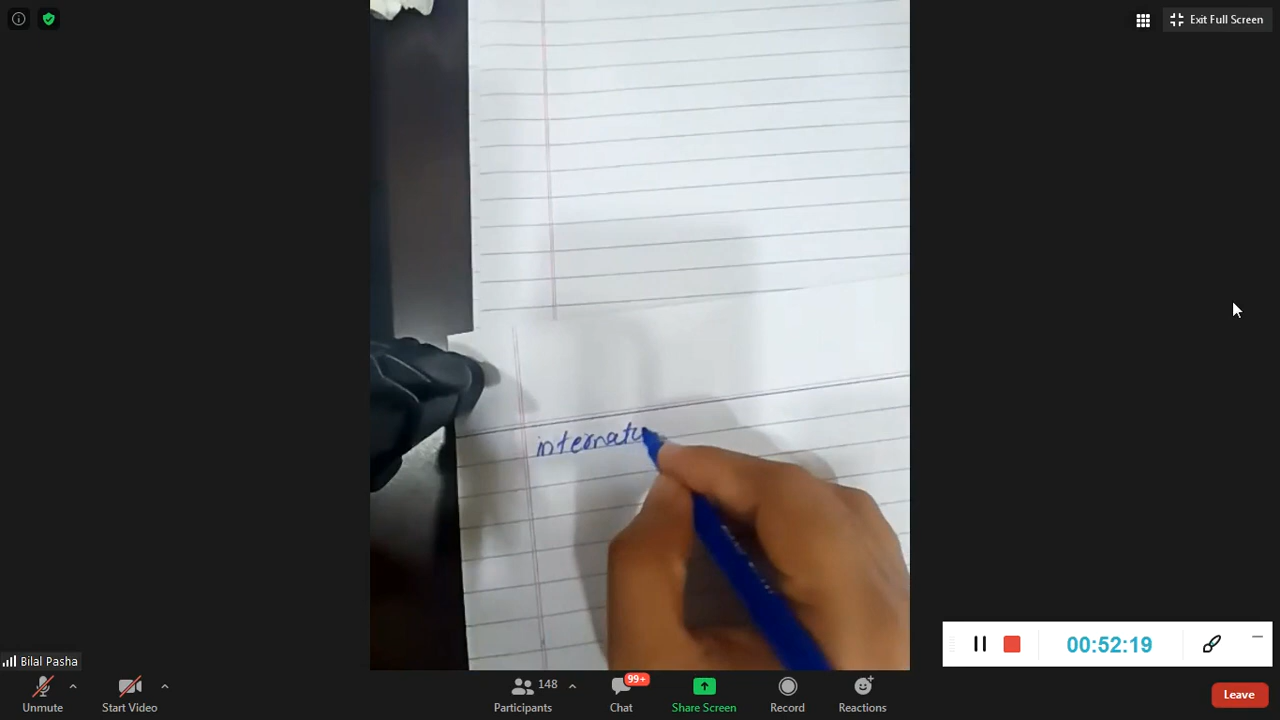 Exit Full Screen
internatu
00:52:19
Bilal Pasha
148
99+
Unmute
Start Video
Participants
Chat
Share Screen
Record
Reactions
Leave